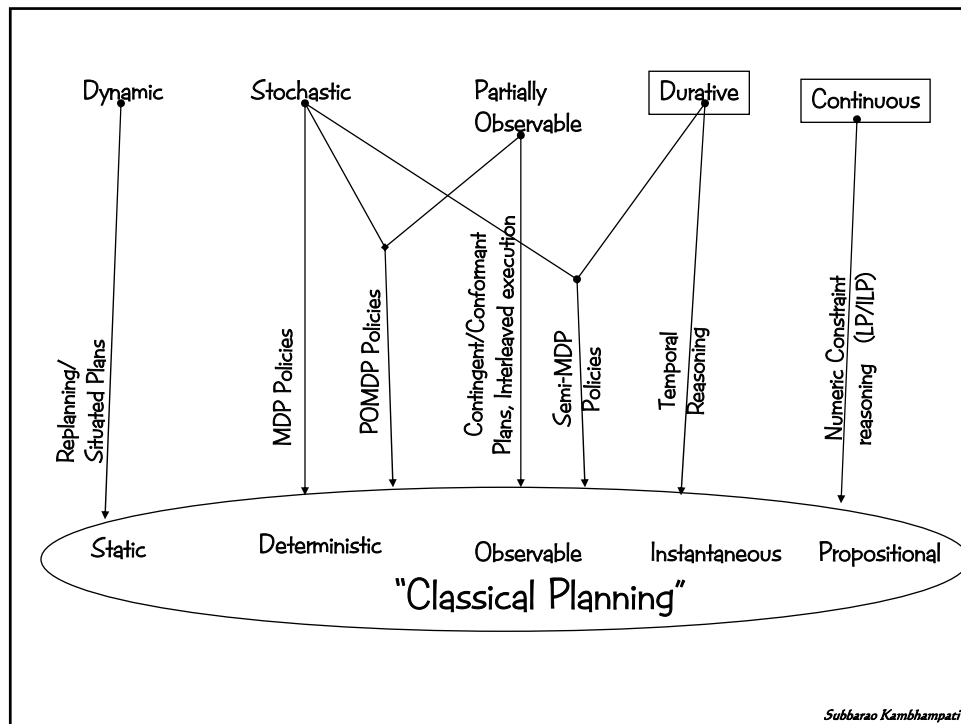 Dynamic
Stochastic
Partially
Observable
Durative
Continuous
Replanning/
Situated Plans
MDP Policies
POMDP Policies
Contingent/Conformant
Plans, Interleaved execution
Semi-MDP
Policies
Temporal
Reasoning
Numeric Constraint
reasoning (LP/ILP)
Static
Deterministic
Observable
Instantaneous
Propositional
“Classical Planning”
Subbarao Kambhampati